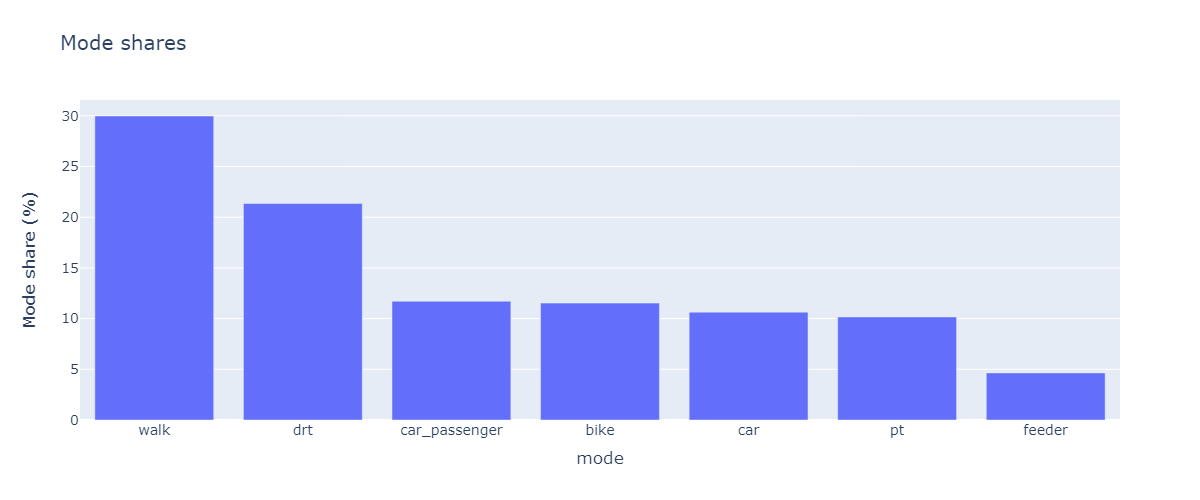 Mode shares
Mode share (%)
30
25
20
15
10
5
0
walk drt car_passenger bike car pt feeder
mode